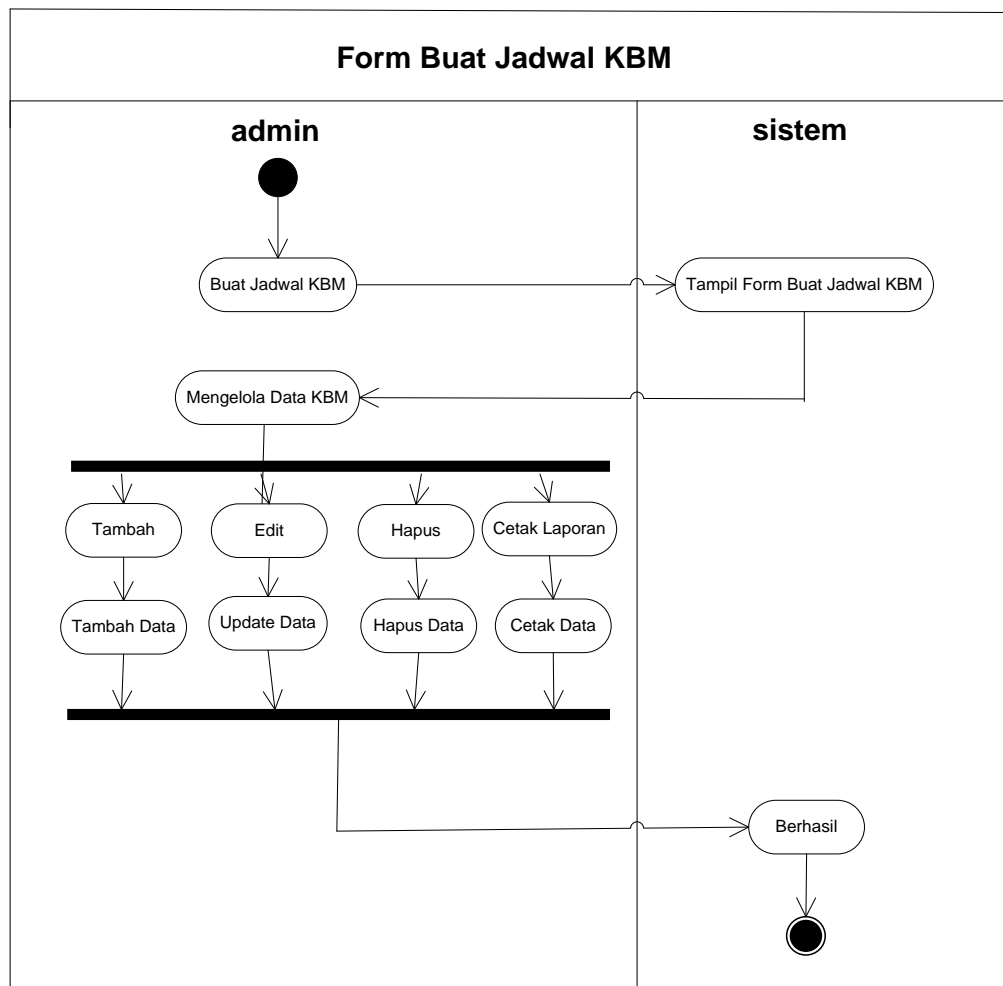 Form Buat Jadwal KBM
admin
sistem
Buat Jadwal KBM
Tampil Form Buat Jadwal KBM
Mengelola Data KBM
Tambah
Edit
Hapus
Cetak Laporan
Tambah Data
Update Data
Hapus Data
Cetak Data
Berhasil